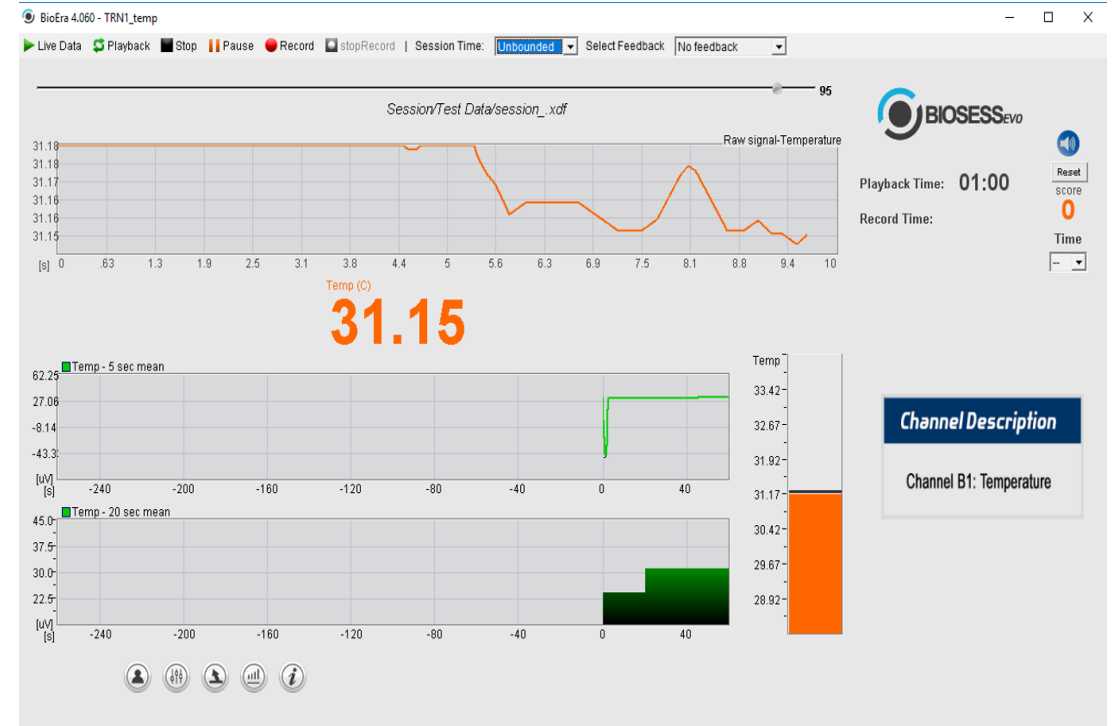 BioEra 4.060 - TRN1_temp
Live Data Playback Stop Pause Record stopRecord | Session Time: Unbounded Select Feedback No feedback
95
Session/Test Data/session_.xdf
BIOSESS EVO
Raw signal-Temperature
31.18
31.18
31.17
31.16
31.16
31.15
[s] 0 .63 1.3 1.9 2.5 3.1 3.8 4.4 5 5.6 6.3 6.9 7.5 8.1 8.8 9.4 10
Playback Time: 01:00
Record Time:
Reset
score
0
Time
--
Temp (C)
31.15
Temp - 5 sec mean
62.25
27.06
-8.14
-43.3
[uV]
[s] -240 -200 -160 -120 -80 -40 0 40
Temp - 20 sec mean
45.0
37.5
30.0
22.5
[uV]
[s] -240 -200 -160 -120 -80 -40 0 40
Temp
33.42
32.67
31.92
31.17
30.42
29.67
28.92
Channel Description
Channel B1: Temperature
i